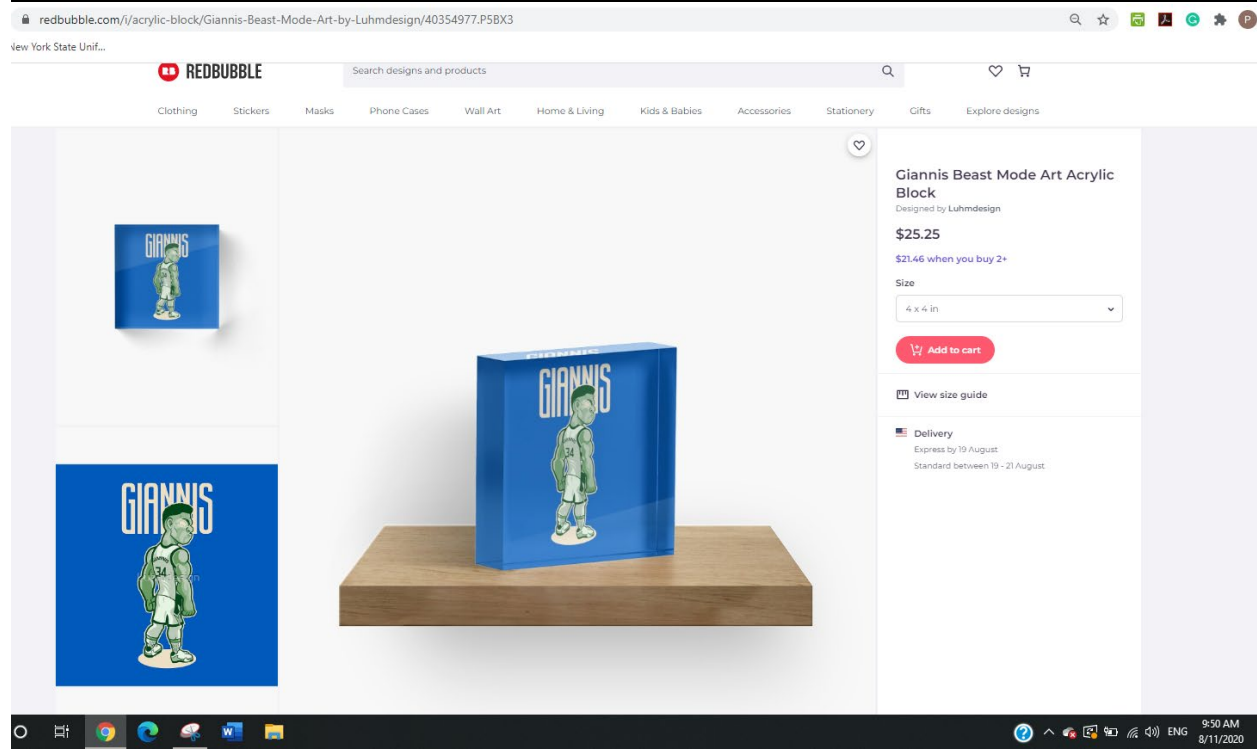 redbubble.com/i/acrylic-block/Giannis-Beast-Mode-Art-by-Luhmdesign/40354977.P5BX3
New York State Unif...
REDBUBBLE
Search designs and products
Clothing Stickers Masks Phone Cases Wall Art Home & Living Kids & Babies Accessories Stationery Gifts Explore designs
GIANNIS
34
GIANNIS
34
GIANNIS
GIANNIS
34
Giannis Beast Mode Art Acrylic
Block
Designed by Luhmdesign
$25.25
$21.46 when you buy 2+
Size
4 x 4 in
Add to cart
View size guide
Delivery
Express by 19 August
Standard between 19 - 21 August
ENG
9:50 AM
8/11/2020